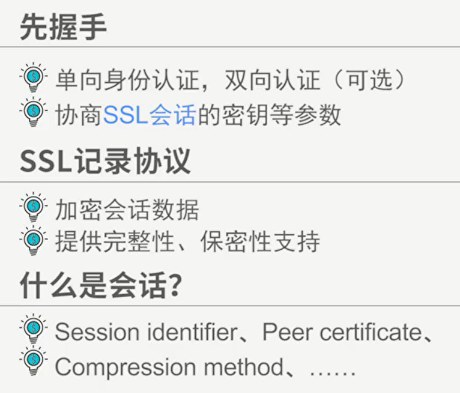 先握手
单向身份认证，双向认证（可选）
协商SSL会话的密钥等参数
SSL记录协议
加密会话数据
提供完整性、保密性支持
什么是会话？
Session identifier、Peer certificate、
Compression method、……